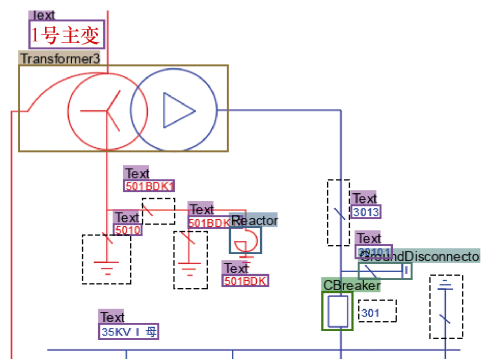 Text
1号主变
Transformer3
Text
501BDK1
Text
5010
Text
501BDK
Reactor
Text
501BDK
Text
3013
Text
GroundDisconnecto
CBreaker
301
Text
35KV I 母